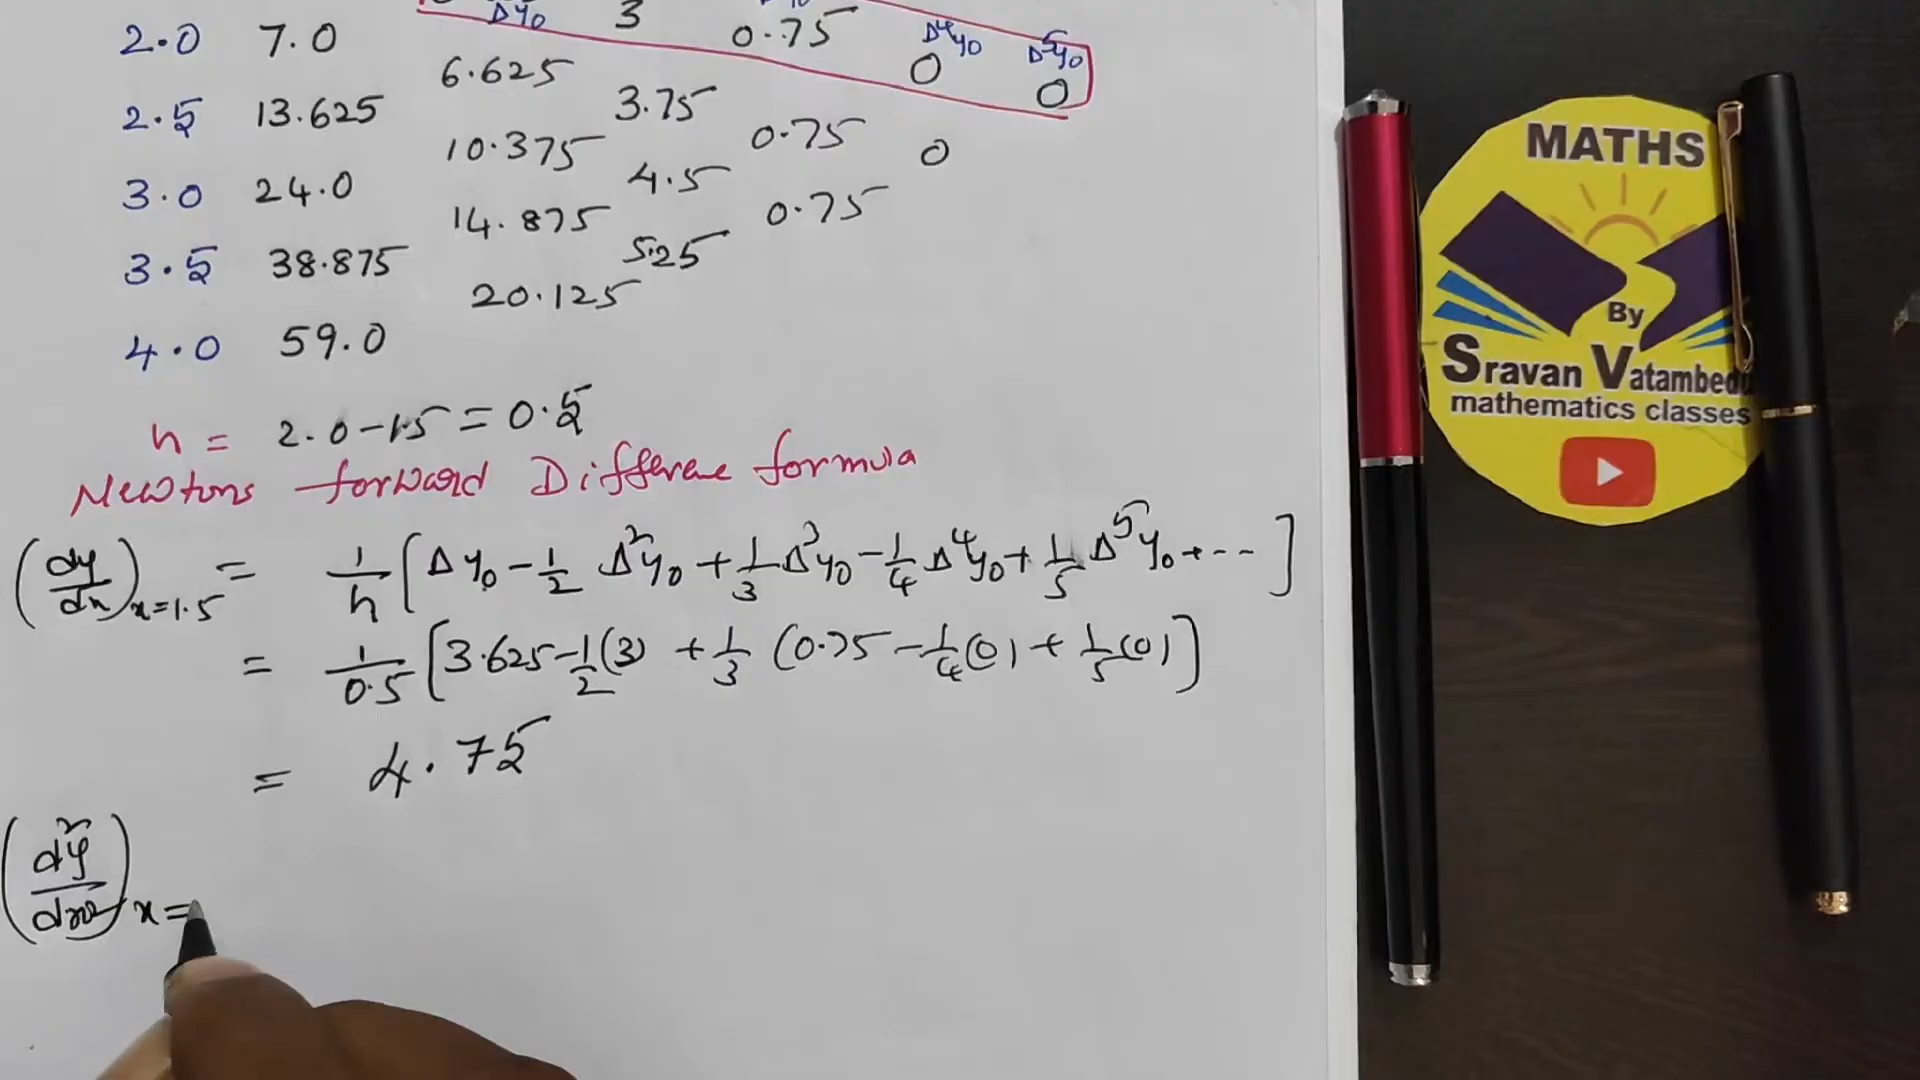 Δy₀ 3 0.75 Δ⁴y₀ Δ⁵y₀
2.0 7.0
0 0
6.625
2.5 13.625 3.75
10.375 0.75 0
3.0 24.0 4.5
14.875 0.75
3.5 38.875 5.25
20.125
4.0 59.0
h = 2.0-1.5 = 0.5
Newtons forward Difference formula
(dy/dx)x=1.5 = 1/h [Δy₀ - 1/2 Δ²y₀ + 1/3 Δ³y₀ - 1/4 Δ⁴y₀ + 1/5 Δ⁵y₀ + --- ]
= 1/0.5 [3.625 - 1/2 (3) + 1/3 (0.75 - 1/4 (0) + 1/5 (0)]
= 4.75
(d²y/dx²)x=
MATHS
By
Sravan Vatambedu
mathematics classes